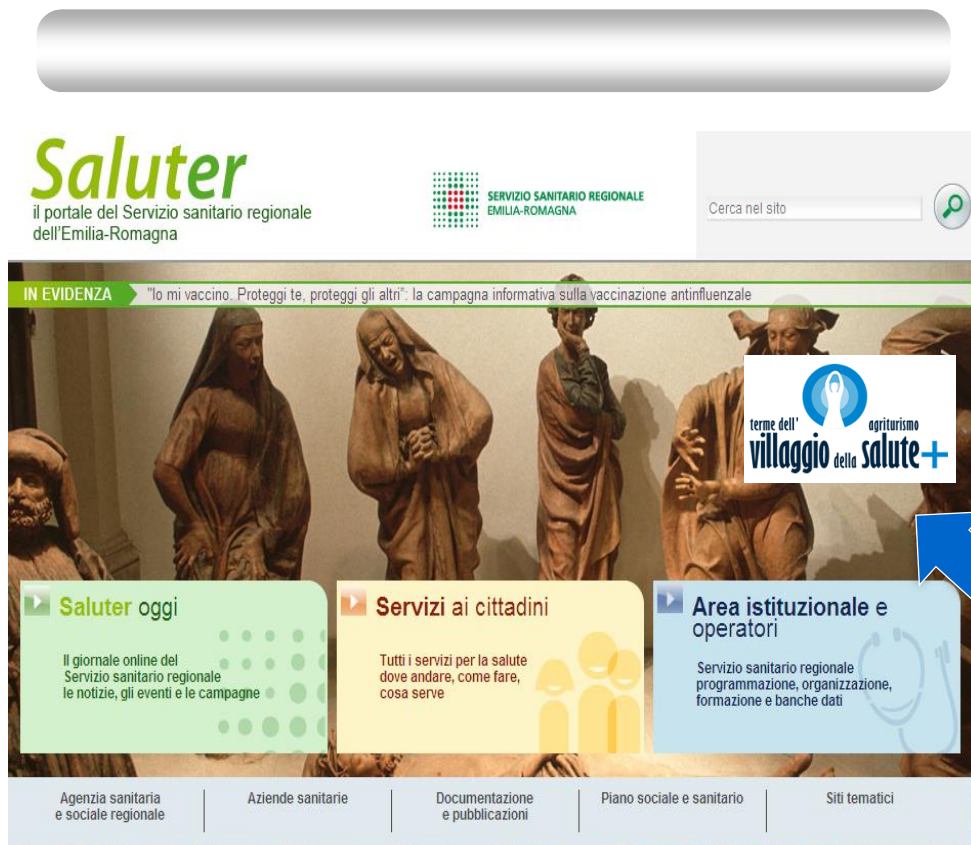 Saluter
il portale del Servizio sanitario regionale
dell'Emilia-Romagna
SERVIZIO SANITARIO REGIONALE
EMILIA-ROMAGNA
Cerca nel sito
IN EVIDENZA
"Io mi vaccino. Proteggi te, proteggi gli altri": la campagna informativa sulla vaccinazione antinfluenzale
terme dell' agriturismo
villaggio della salute+
Saluter oggi
Il giornale online del
Servizio sanitario regionale
le notizie, gli eventi e le campagne
Servizi ai cittadini
Tutti i servizi per la salute
dove andare, come fare,
cosa serve
Area istituzionale e
operatori
Servizio sanitario regionale
programmazione, organizzazione,
formazione e banche dati
Agenzia sanitaria
e sociale regionale
Aziende sanitarie
Documentazione
e pubblicazioni
Piano sociale e sanitario
Siti tematici